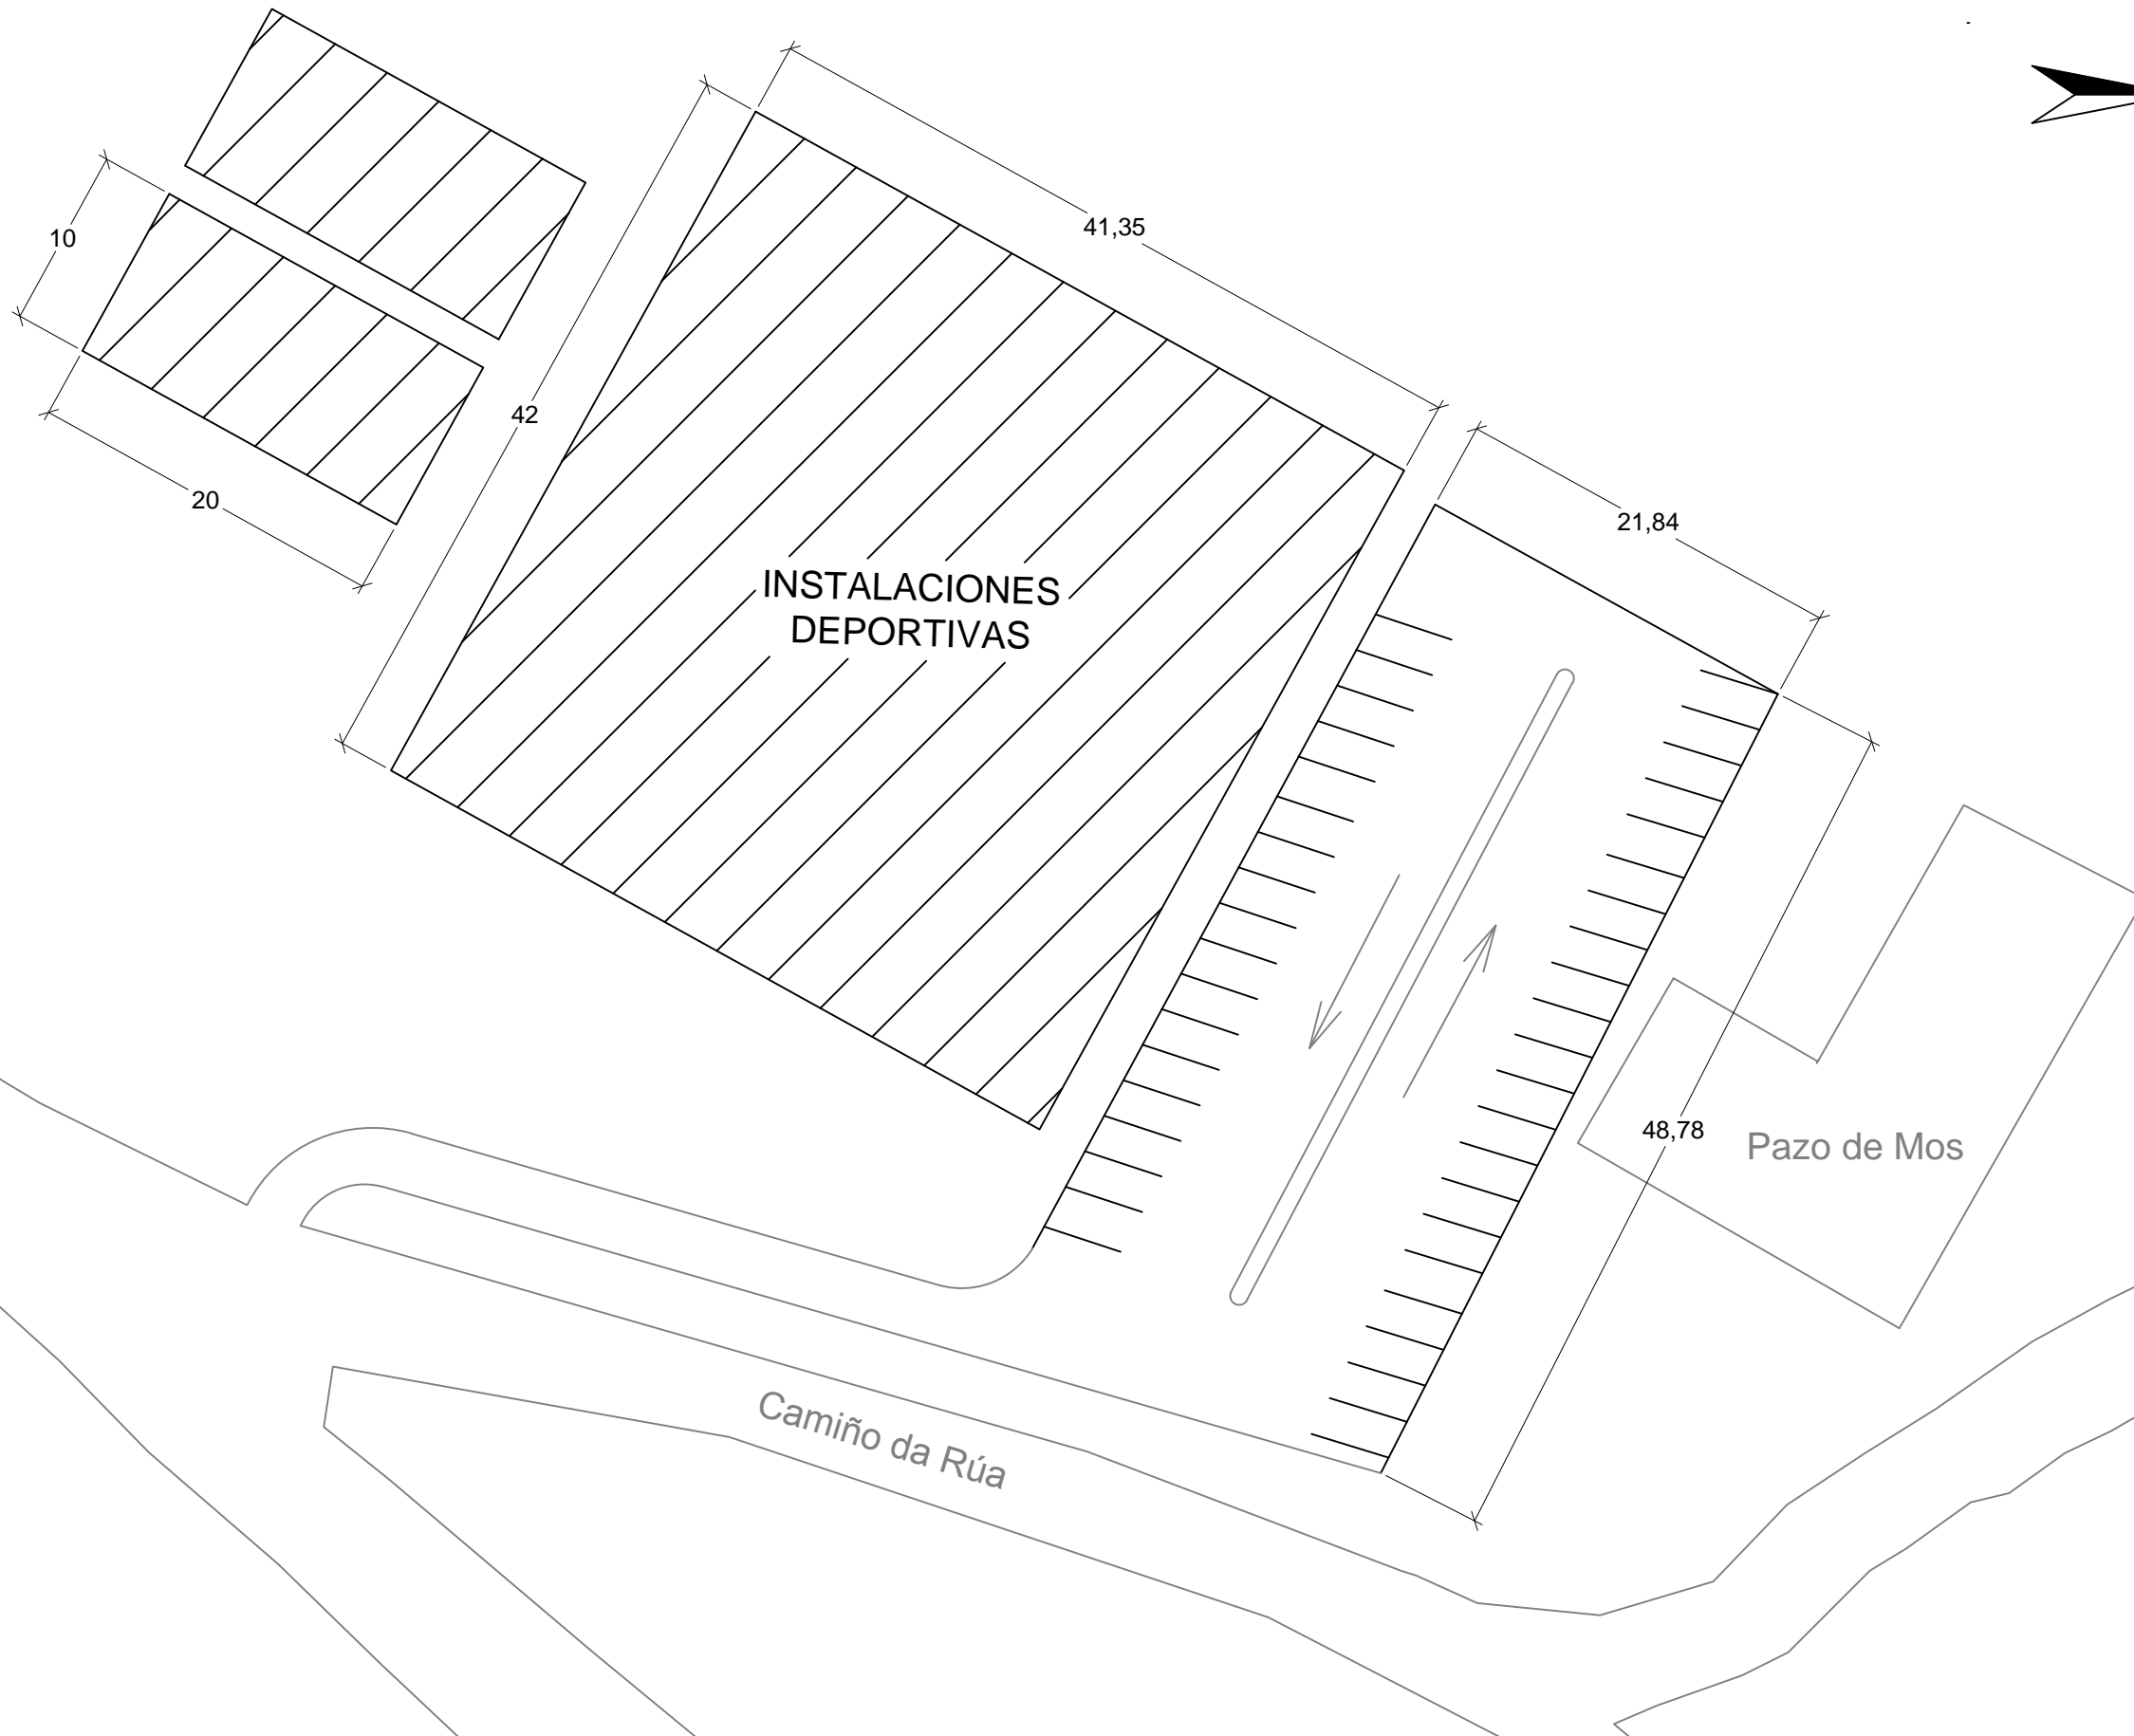 41,35
10
42
20
21,84
INSTALACIONES
DEPORTIVAS
48,78
Pazo de Mos
Camiño da Rúa